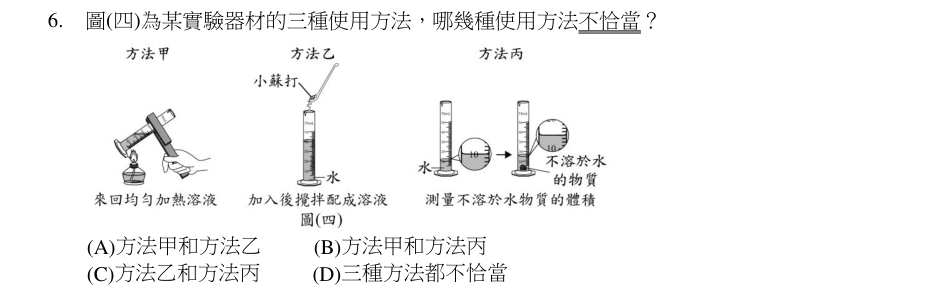 6. 圖(四)為某實驗器材的三種使用方法，哪幾種使用方法不恰當？
方法甲 方法乙 方法丙
小蘇打
水
水
10
10
不溶於水
的物質
來回均勻加熱溶液 加入後攪拌配成溶液 測量不溶於水物質的體積
圖(四)
(A)方法甲和方法乙 (B)方法甲和方法丙
(C)方法乙和方法丙 (D)三種方法都不恰當